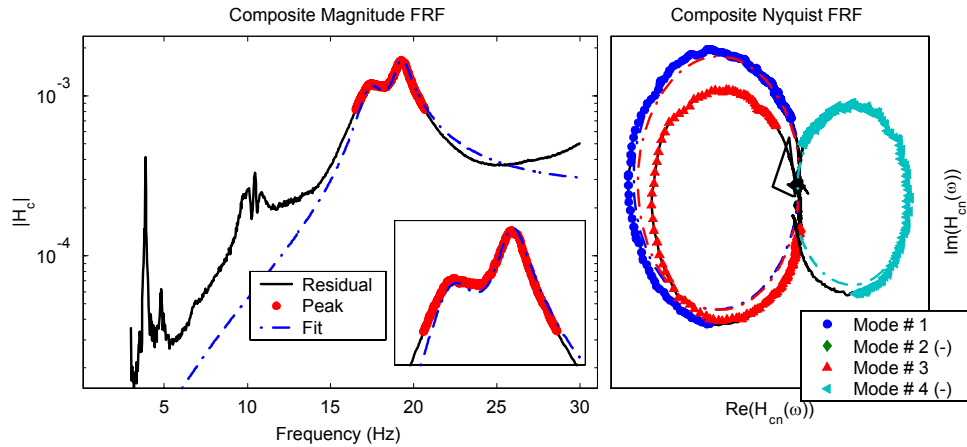 Composite Magnitude FRF
Composite Nyquist FRF
|H_c|
10^-3
10^-4
Residual
Peak
Fit
5
10
15
20
25
30
Frequency (Hz)
Im(H_cn(ω))
Mode # 1
Mode # 2 (-)
Mode # 3
Mode # 4 (-)
Re(H_cn(ω))